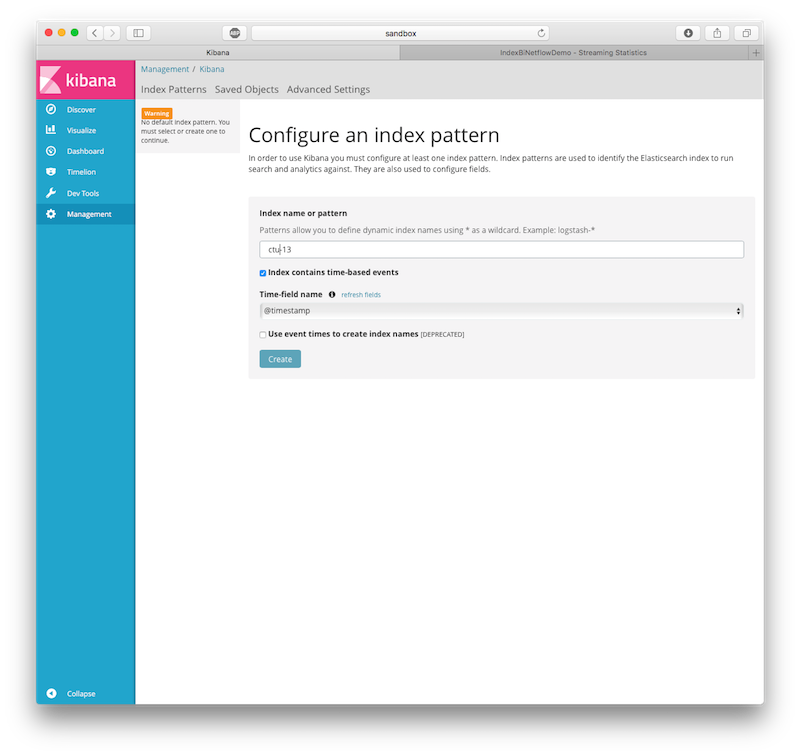 sandbox
ABP
Kibana
IndexBiNetflowDemo - Streaming Statistics
kibana
Management / Kibana
Index Patterns Saved Objects Advanced Settings
Discover
Visualize
Dashboard
Timelion
Dev Tools
Management
Collapse
Warning
No default index pattern. You
must select or create one to
continue.
Configure an index pattern
In order to use Kibana you must configure at least one index pattern. Index patterns are used to identify the Elasticsearch index to run
search and analytics against. They are also used to configure fields.
Index name or pattern
Patterns allow you to define dynamic index names using * as a wildcard. Example: logstash-*
ctu-13
Index contains time-based events
Time-field name refresh fields
@timestamp
Use event times to create index names [DEPRECATED]
Create